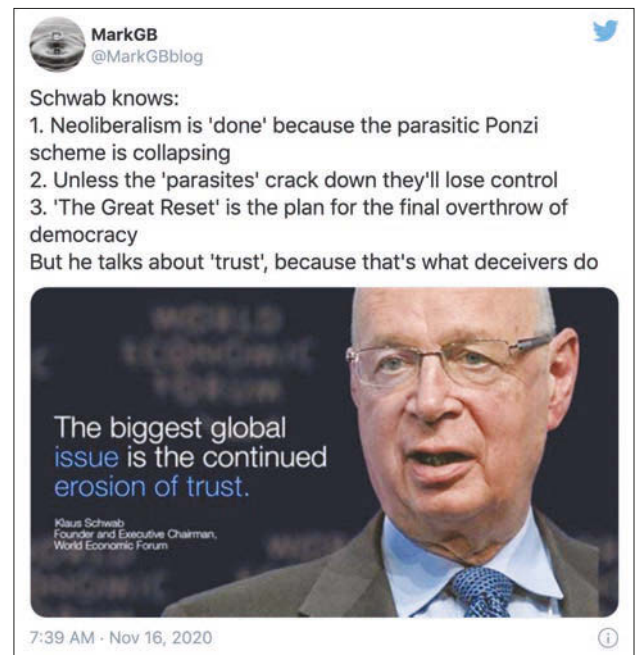 MarkGB
@MarkGBblog
Schwab knows:
1. Neoliberalism is 'done' because the parasitic Ponzi
scheme is collapsing
2. Unless the 'parasites' crack down they'll lose control
3. 'The Great Reset' is the plan for the final overthrow of
democracy
But he talks about 'trust', because that's what deceivers do
WORLD
ECONOMIC
FORUM
The biggest global
issue is the continued
erosion of trust.
Klaus Schwab
Founder and Executive Chairman,
World Economic Forum
7:39 AM · Nov 16, 2020